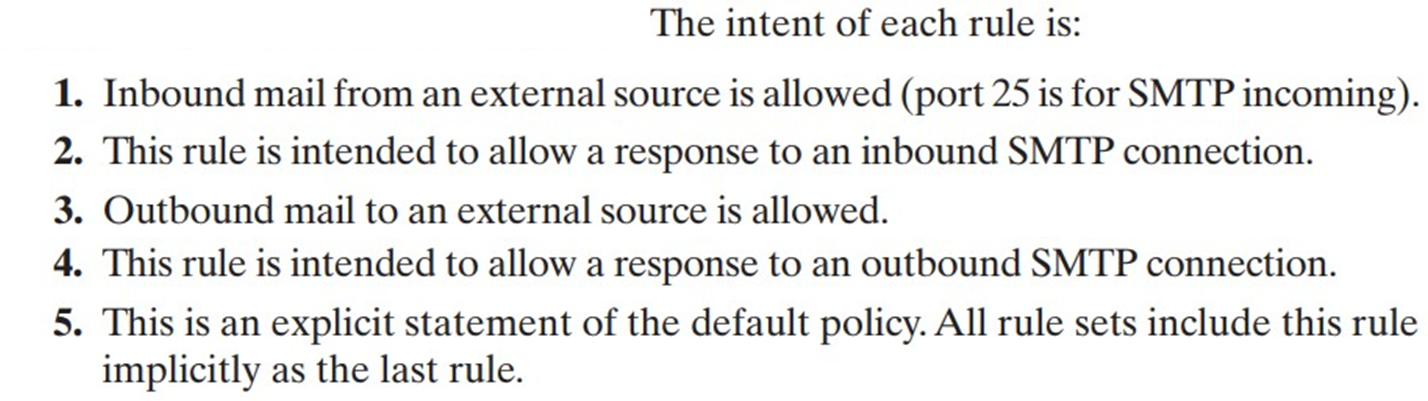 The intent of each rule is:
1. Inbound mail from an external source is allowed (port 25 is for SMTP incoming).
2. This rule is intended to allow a response to an inbound SMTP connection.
3. Outbound mail to an external source is allowed.
4. This rule is intended to allow a response to an outbound SMTP connection.
5. This is an explicit statement of the default policy. All rule sets include this rule
implicitly as the last rule.